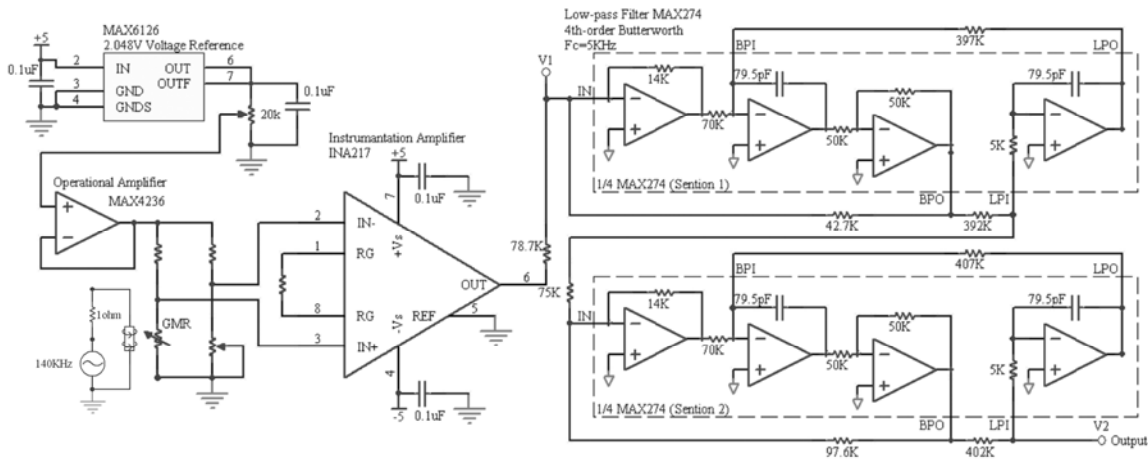 MAX6126
2.048V Voltage Reference
+5
0.1uF
2
IN
OUT
6
OUTF
7
3
GND
4
GNDS
0.1uF
20k
Operational Amplifier
MAX4236
1ohm
140KHz
GMR
Instrumantation Amplifier
INA217
+5
7
0.1uF
2
IN-
+Vs
1
RG
OUT
6
8
RG
REF
5
-Vs
3
IN+
4
0.1uF
-5
V1
78.7K
75K
Low-pass Filter MAX274
4th-order Butterworth
Fc=5KHz
BPI
397K
LPO
14K
79.5pF
79.5pF
IN
70K
50K
50K
5K
1/4 MAX274 (Sention 1)
BPO
LPI
42.7K
392K
BPI
407K
LPO
14K
79.5pF
79.5pF
IN
70K
50K
50K
5K
1/4 MAX274 (Sention 2)
BPO
LPI
V2
Output
97.6K
402K